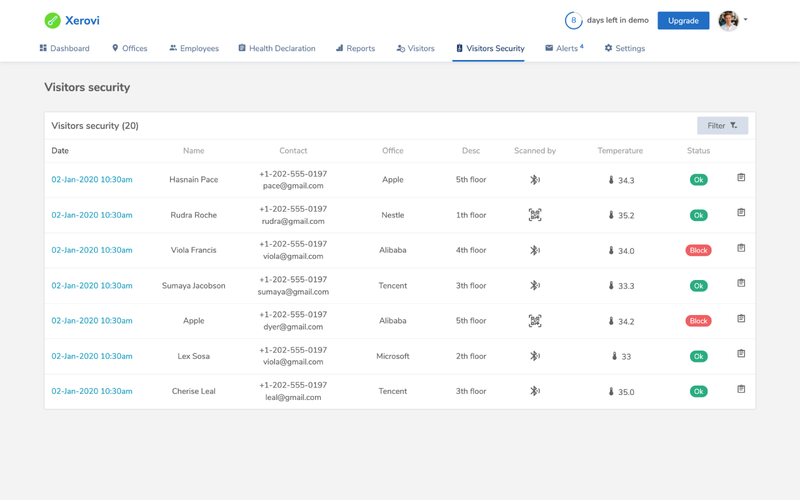 Xerovi
8 days left in demo
Upgrade
Dashboard Offices Employees Health Declaration Reports Visitors Visitors Security Alerts 4 Settings
Visitors security
Visitors security (20)
Filter
Date Name Contact Office Desc Scanned by Temperature Status
02-Jan-2020 10:30am Hasnain Pace +1-202-555-0197 Apple 5th floor 34.3 Ok
pace@gmail.com
02-Jan-2020 10:30am Rudra Roche +1-202-555-0197 Nestle 1th floor 35.2 Ok
rudra@gmail.com
02-Jan-2020 10:30am Viola Francis +1-202-555-0197 Alibaba 4th floor 34.0 Block
viola@gmail.com
02-Jan-2020 10:30am Sumaya Jacobson +1-202-555-0197 Tencent 3th floor 33.3 Ok
sumaya@gmail.com
02-Jan-2020 10:30am Apple +1-202-555-0197 Alibaba 5th floor 34.2 Block
dyer@gmail.com
02-Jan-2020 10:30am Lex Sosa +1-202-555-0197 Microsoft 2th floor 33 Ok
viola@gmail.com
02-Jan-2020 10:30am Cherise Leal +1-202-555-0197 Tencent 3th floor 35.0 Ok
leal@gmail.com